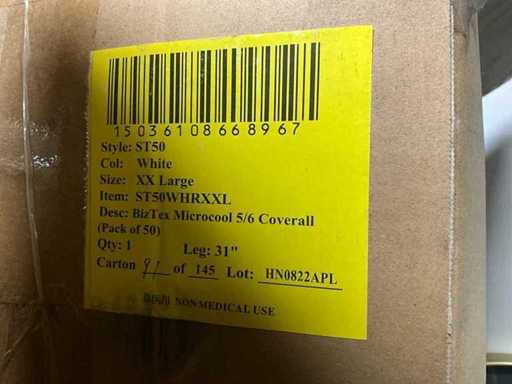 15036108668967
Style: ST50
Col: White
Size: XX Large
Item: ST50WHRXXL
Desc: BizTex Microcool 5/6 Coverall
(Pack of 50)
Qty: 1 Leg: 31"
Carton 91 of 145 Lot: HN0822APL
NON-MEDICAL USE